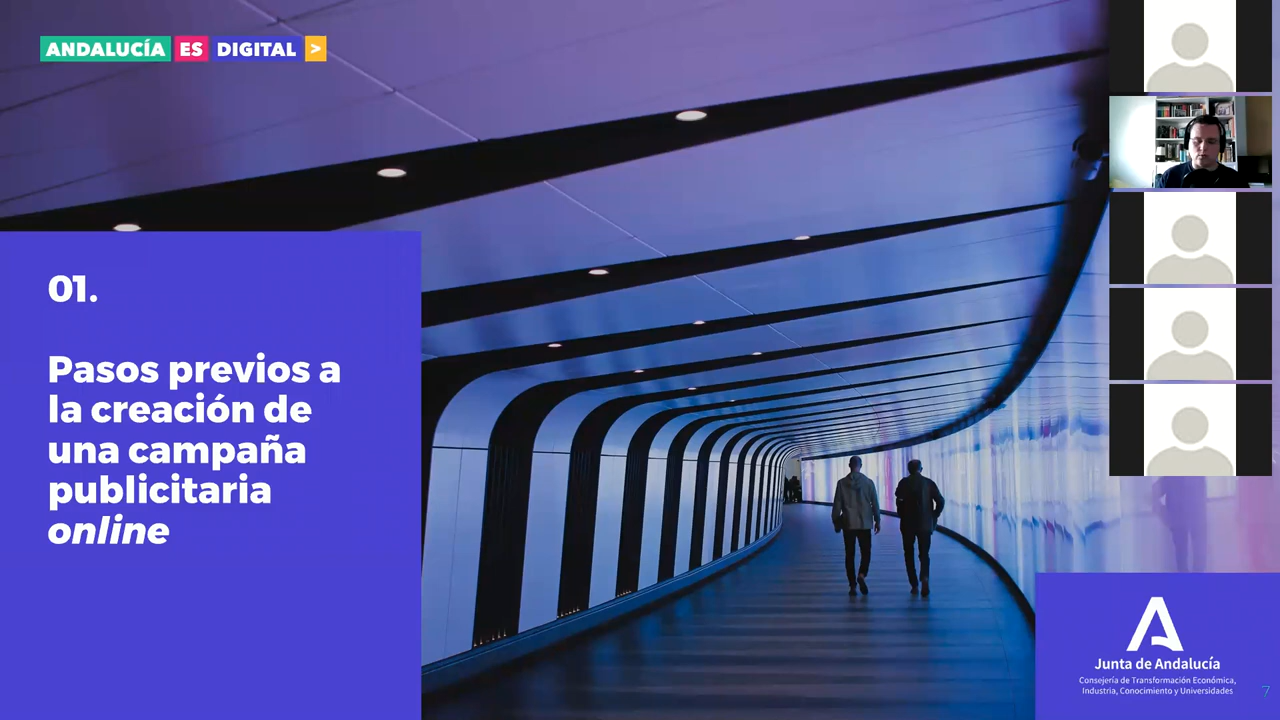 ANDALUCÍA ES DIGITAL >
01.
Pasos previos a
la creación de
una campaña
publicitaria
online
Junta de Andalucía
Consejería de Transformación Económica,
Industria, Conocimiento y Universidades
7